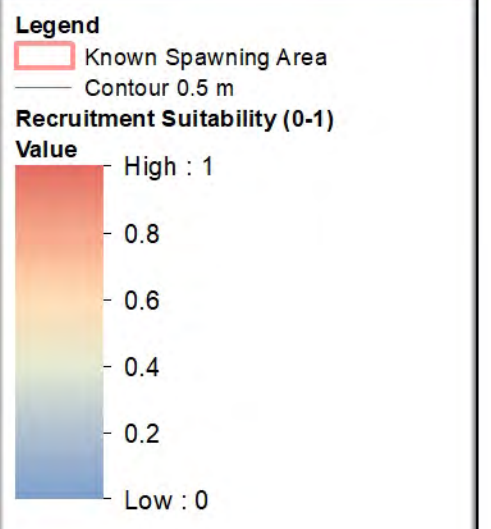 Legend
Known Spawning Area
Contour 0.5 m
Recruitment Suitability (0-1)
Value
High : 1
0.8
0.6
0.4
0.2
Low : 0